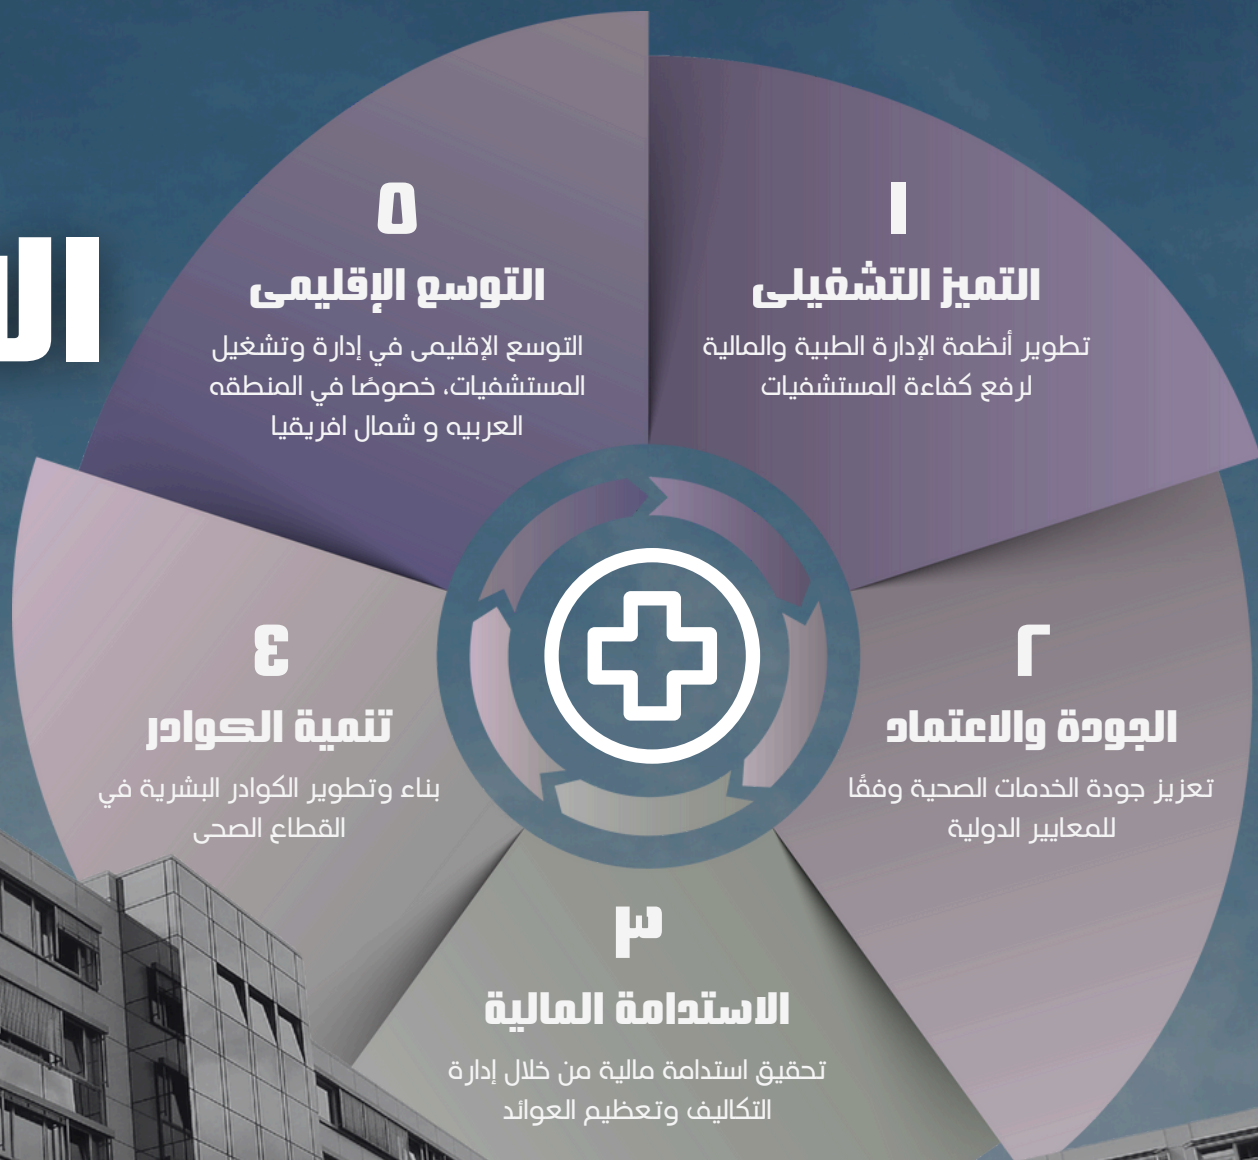 ١
التميز التشغيلى
تطوير أنظمة الإدارة الطبية والمالية
لرفع كفاءة المستشفيات
٢
الجودة والاعتماد
تعزيز جودة الخدمات الصحية وفقًا
للمعايير الدولية
٣
الاستدامة المالية
تحقيق استدامة مالية من خلال إدارة
التكاليف وتعظيم العوائد
٤
تنمية الكوادر
بناء وتطوير الكوادر البشرية في
القطاع الصحى
٥
التوسع الإقليمى
التوسع الإقليمى في إدارة وتشغيل
المستشفيات، خصوصًا في المنطقه
العربيه و شمال افريقيا